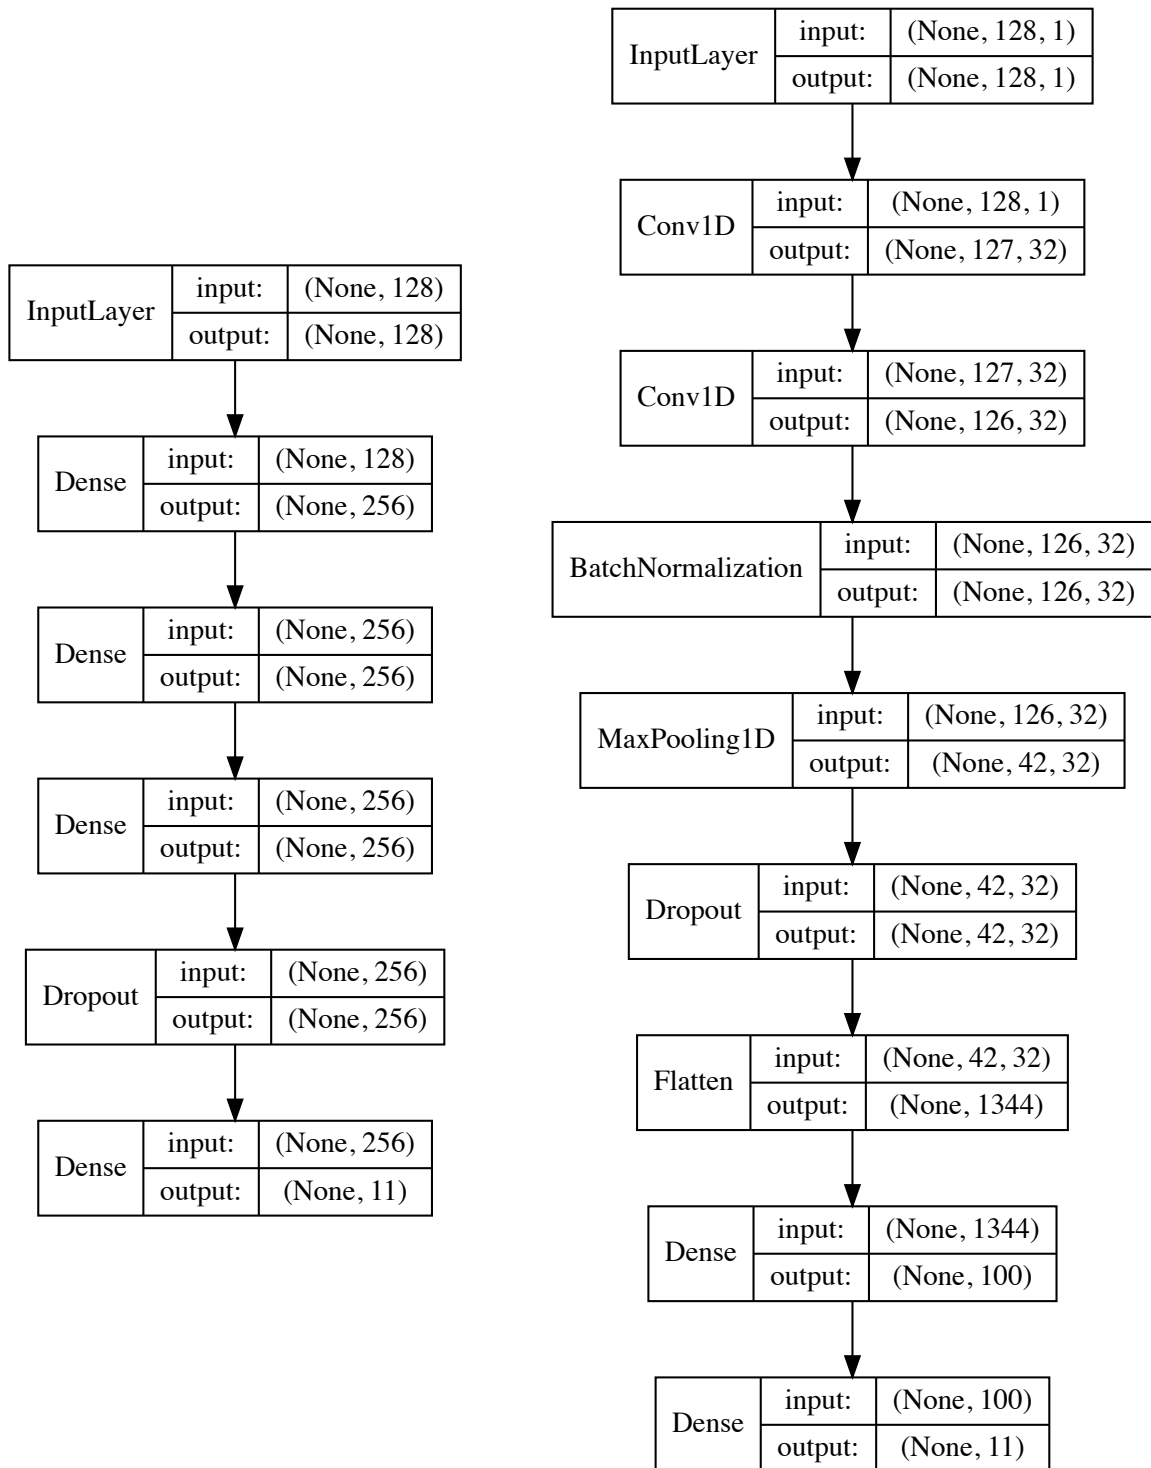 InputLayer
input: (None, 128)
output: (None, 128)
Dense
input: (None, 128)
output: (None, 256)
Dense
input: (None, 256)
output: (None, 256)
Dense
input: (None, 256)
output: (None, 256)
Dropout
input: (None, 256)
output: (None, 256)
Dense
input: (None, 256)
output: (None, 11)
InputLayer
input: (None, 128, 1)
output: (None, 128, 1)
Conv1D
input: (None, 128, 1)
output: (None, 127, 32)
Conv1D
input: (None, 127, 32)
output: (None, 126, 32)
BatchNormalization
input: (None, 126, 32)
output: (None, 126, 32)
MaxPooling1D
input: (None, 126, 32)
output: (None, 42, 32)
Dropout
input: (None, 42, 32)
output: (None, 42, 32)
Flatten
input: (None, 42, 32)
output: (None, 1344)
Dense
input: (None, 1344)
output: (None, 100)
Dense
input: (None, 100)
output: (None, 11)